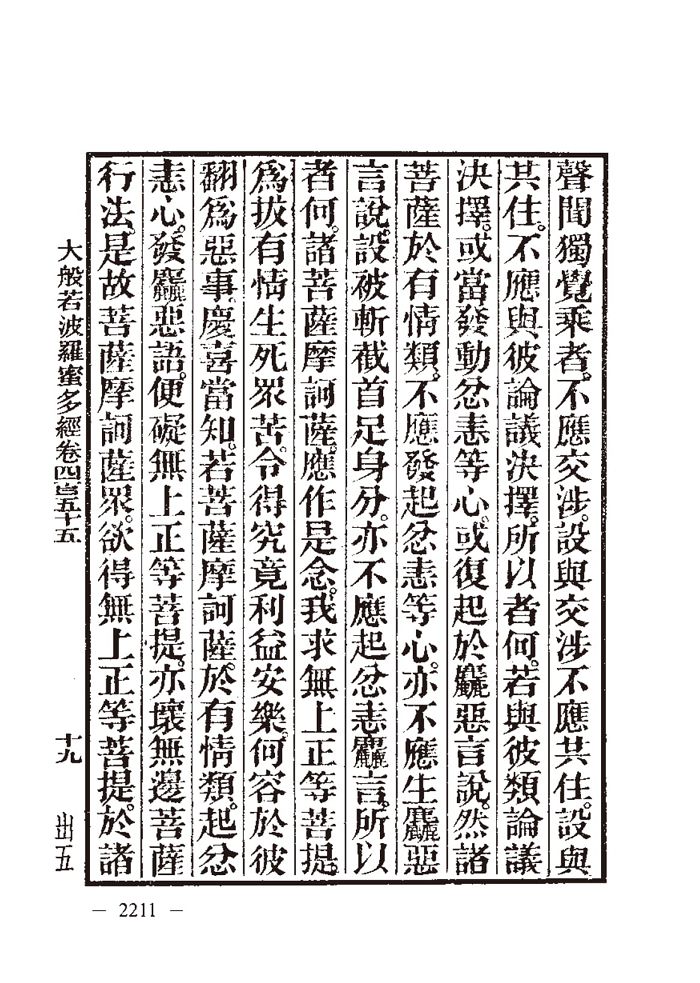 聲聞獨覺乘者。不應交涉。設與交涉不應共住。設與
共住。不應與彼論議決擇。所以者何。若與彼類論議
決擇。或當發動忿恚等心。或復起於麤惡言說。然諸
菩薩於有情類。不應發起忿恚等心。亦不應生麤惡
言說。設被斬截首足身分。亦不應起忿恚麤言。所以
者何。諸菩薩摩訶薩。應作是念。我求無上正等菩提。
爲拔有情生死眾苦。令得究竟利益安樂。何容於彼
翻爲惡事。慶喜當知。若菩薩摩訶薩。於有情類。起忿
恚心。發麤惡語。便礙無上正等菩提。亦壞無邊菩薩
行法。是故菩薩摩訶薩眾。欲得無上正等菩提。於諸
大般若波羅蜜多經卷四百五十五
十九
出五
— 2211 —